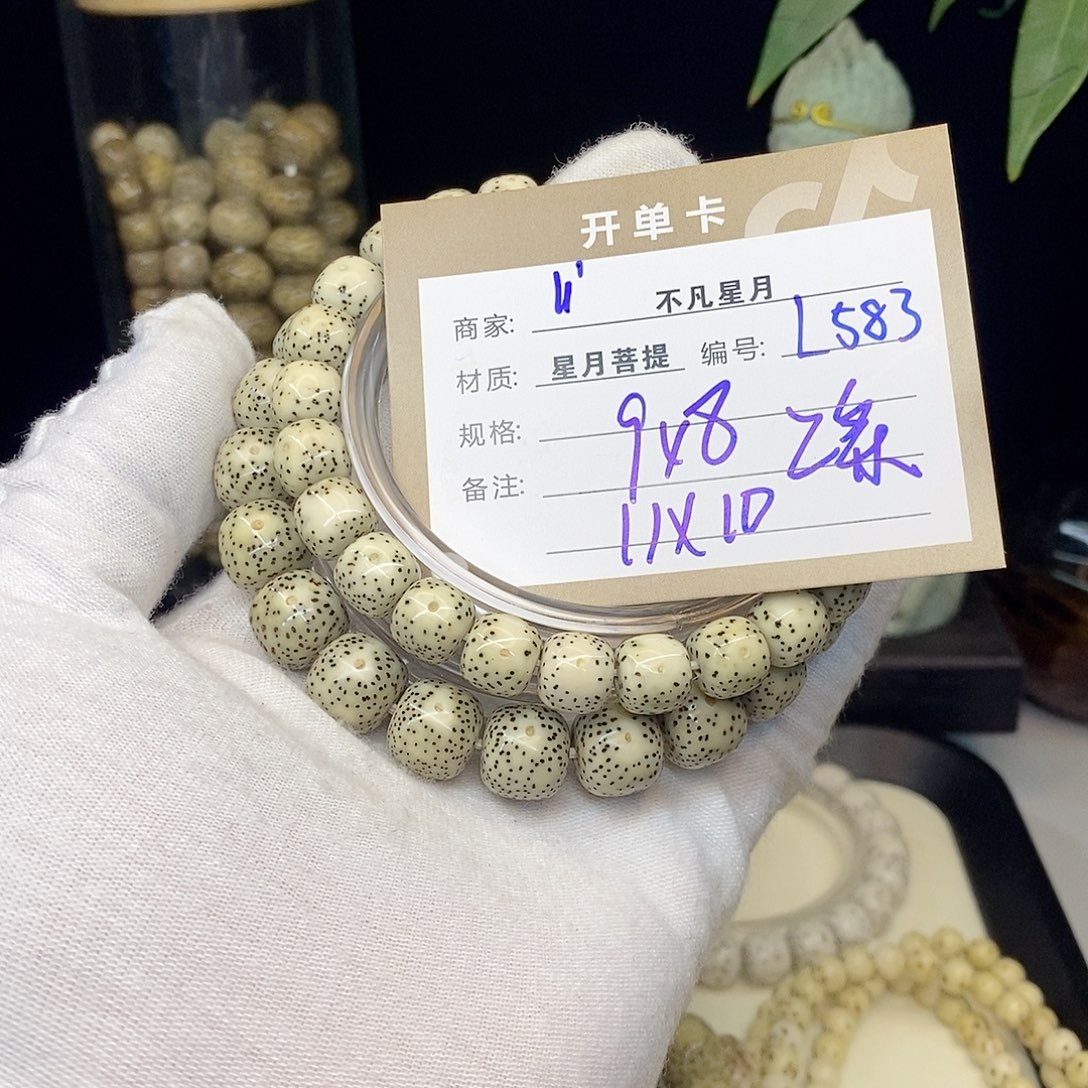 开单卡
商家: 不凡星月
材质: 星月菩提 编号: L583
规格: 9x8 2条
备注: 11X10